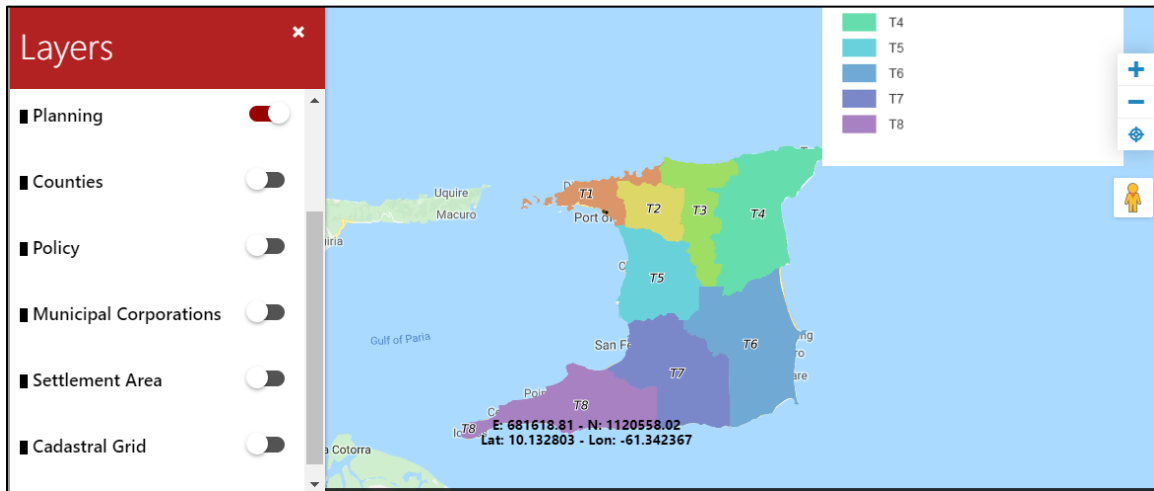 Layers
×
Planning
Counties
Policy
Municipal Corporations
Settlement Area
Cadastral Grid
T4
T5
T6
T7
T8
Uquire
Macuro
Gulf of Paria
T1
T2
T3
T4
Port of
T5
San F
T6
T7
Poin
T8
T8
E: 681618.81 - N: 1120558.02
Lat: 10.132803 - Lon: -61.342367
Cotorra